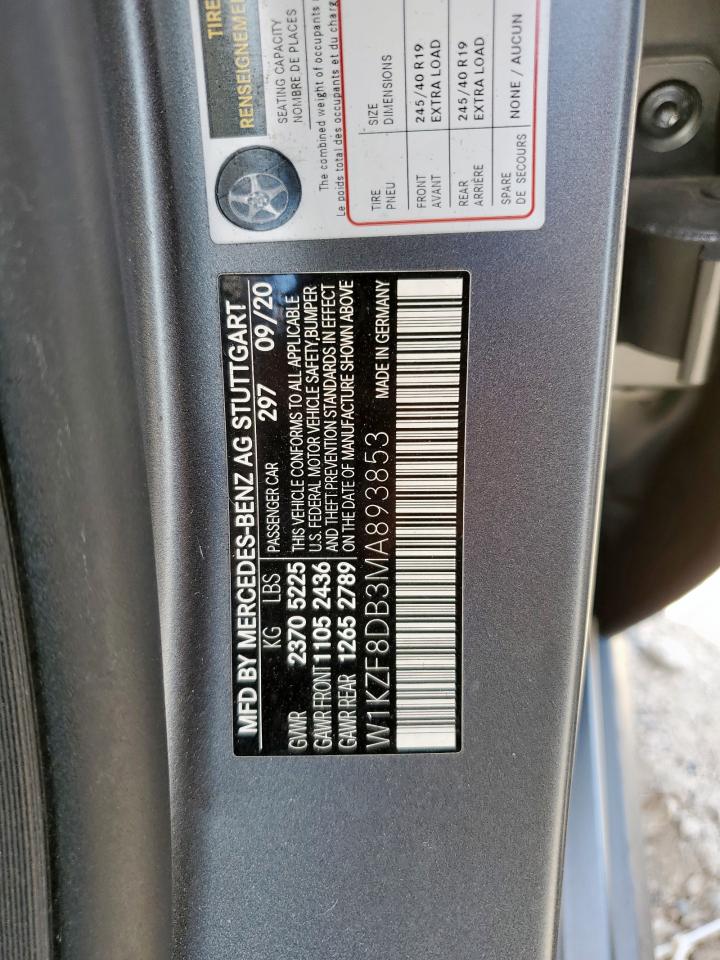 MFD BY MERCEDES-BENZ AG STUTTGART
KG LBS PASSENGER CAR 297 09/20
GVWR 2370 5225 THIS VEHICLE CONFORMS TO ALL APPLICABLE
U.S. FEDERAL MOTOR VEHICLE SAFETY, BUMPER
GAWR FRONT 1105 2436 AND THEFT PREVENTION STANDARDS IN EFFECT
GAWR REAR 1265 2789 ON THE DATE OF MANUFACTURE SHOWN ABOVE
W1KZF8DB3MA893853 MADE IN GERMANY
TIRE
RENSEIGNEMEN
SEATING CAPACITY
NOMBRE DE PLACES
The combined weight of occupants
Le poids total des occupants et du charg
TIRE SIZE
PNEU DIMENSIONS
FRONT 245/40 R19
AVANT EXTRA LOAD
REAR 245/40 R19
ARRIÈRE EXTRA LOAD
SPARE NONE / AUCUN
DE SECOURS